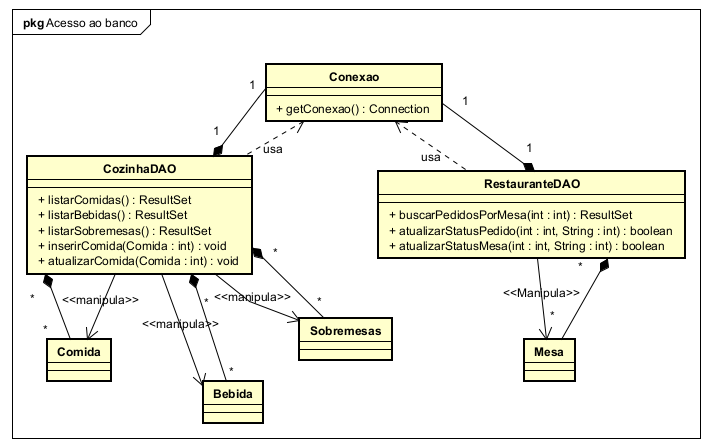 pkg Acesso ao banco
Conexao
+ getConexao() : Connection
1
1
1
1
usa
usa
CozinhaDAO
+ listarComidas() : ResultSet
+ listarBebidas() : ResultSet
+ listarSobremesas() : ResultSet
+ inserirComida(Comida : int) : void
+ atualizarComida(Comida : int) : void
RestauranteDAO
+ buscarPedidosPorMesa(int : int) : ResultSet
+ atualizarStatusPedido(int : int, String : int) : boolean
+ atualizarStatusMesa(int : int, String : int) : boolean
*
*
*
*
<<manipula>>
<<manipula>>
<<Manipula>>
*
*
<<manipula>>
*
*
Sobremesas
Comida
Mesa
Bebida